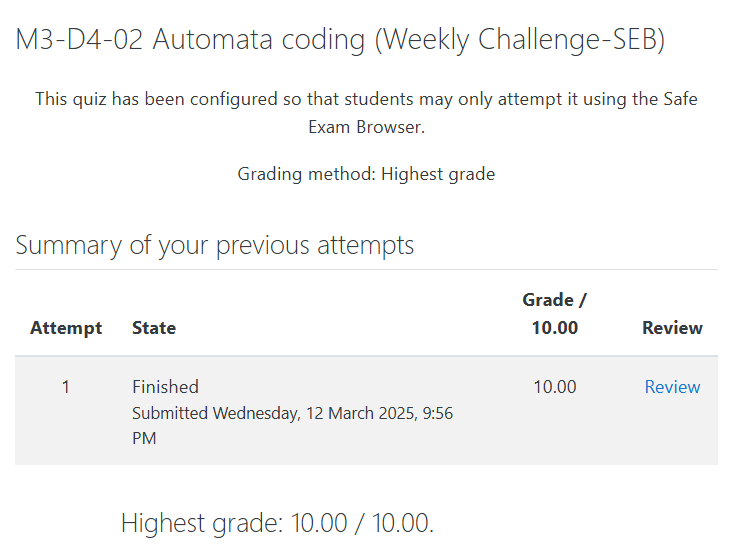 M3-D4-02 Automata coding (Weekly Challenge-SEB)
This quiz has been configured so that students may only attempt it using the Safe
Exam Browser.
Grading method: Highest grade
Summary of your previous attempts
Attempt State Grade / 10.00 Review
1 Finished 10.00 Review
Submitted Wednesday, 12 March 2025, 9:56
PM
Highest grade: 10.00 / 10.00.